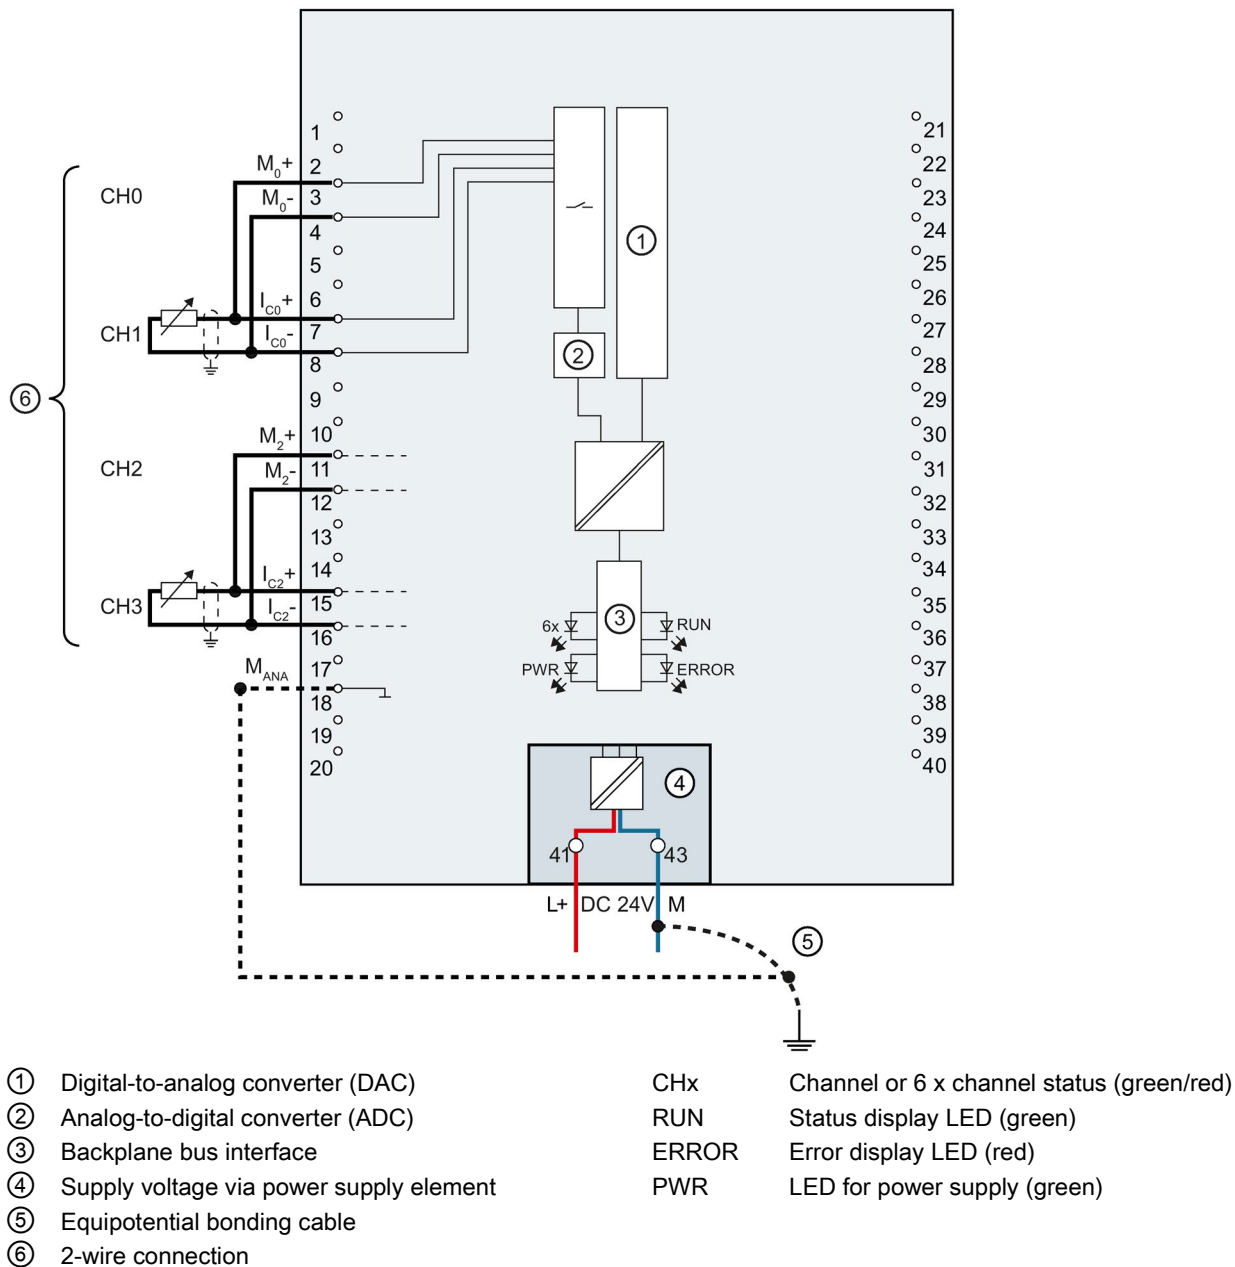 1
2
3
4
5
6
7
8
9
10
11
12
13
14
15
16
17
18
19
20
21
22
23
24
25
26
27
28
29
30
31
32
33
34
35
36
37
38
39
40
M₀+
M₀-
CH0
I_C0+
I_C0-
CH1
M₂+
M₂-
CH2
I_C2+
I_C2-
CH3
M_ANA
⑥
①
②
③
6x
RUN
PWR
ERROR
④
41
43
L+ DC 24V M
⑤
① Digital-to-analog converter (DAC)
② Analog-to-digital converter (ADC)
③ Backplane bus interface
④ Supply voltage via power supply element
⑤ Equipotential bonding cable
⑥ 2-wire connection
CHx Channel or 6 x channel status (green/red)
RUN Status display LED (green)
ERROR Error display LED (red)
PWR LED for power supply (green)